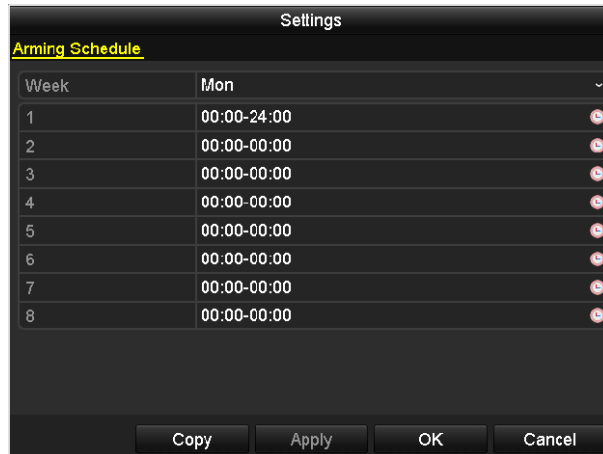 Settings
Arming Schedule
Week Mon
1 00:00-24:00
2 00:00-00:00
3 00:00-00:00
4 00:00-00:00
5 00:00-00:00
6 00:00-00:00
7 00:00-00:00
8 00:00-00:00
Copy Apply OK Cancel